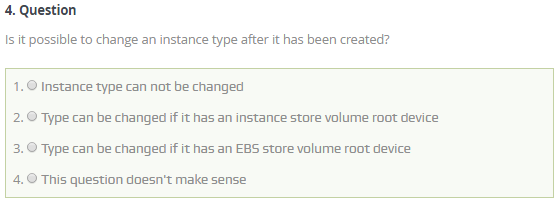 4. Question
Is it possible to change an instance type after it has been created?
1. Instance type can not be changed
2. Type can be changed if it has an instance store volume root device
3. Type can be changed if it has an EBS store volume root device
4. This question doesn't make sense